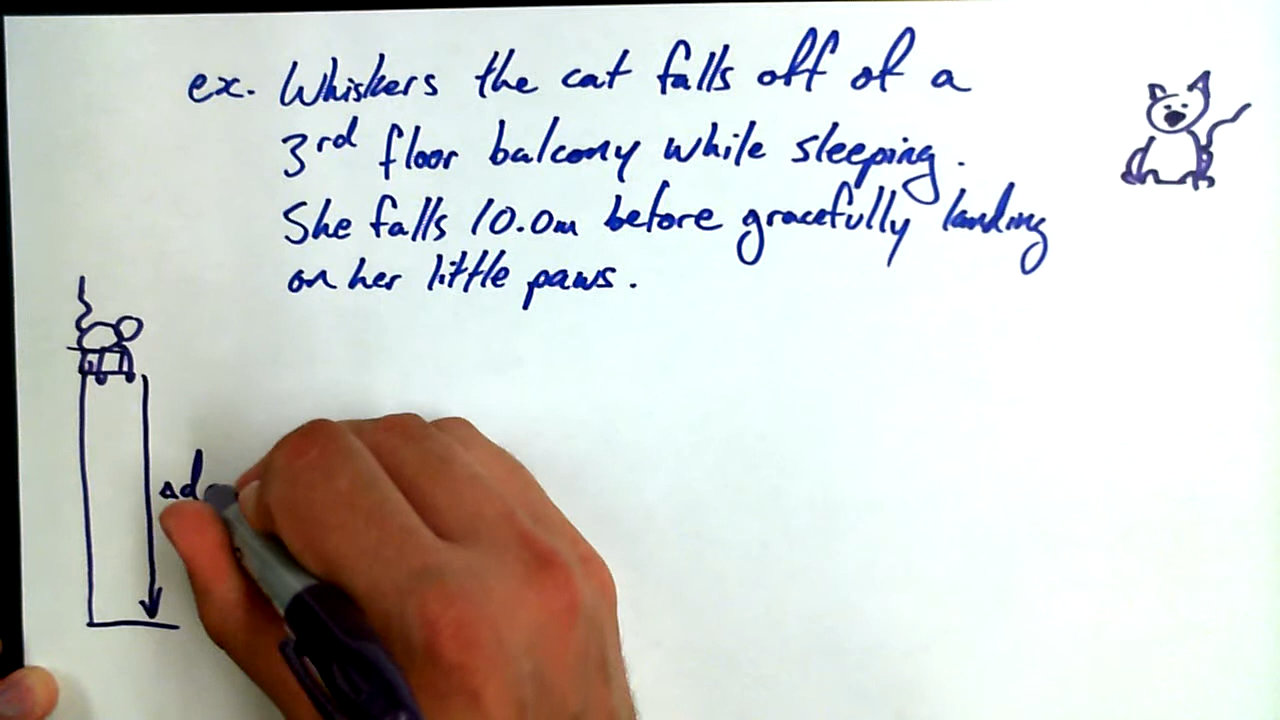 ex. Whiskers the cat falls off of a
3rd floor balcony while sleeping.
She falls 10.0m before gracefully landing
on her little paws.
Δd